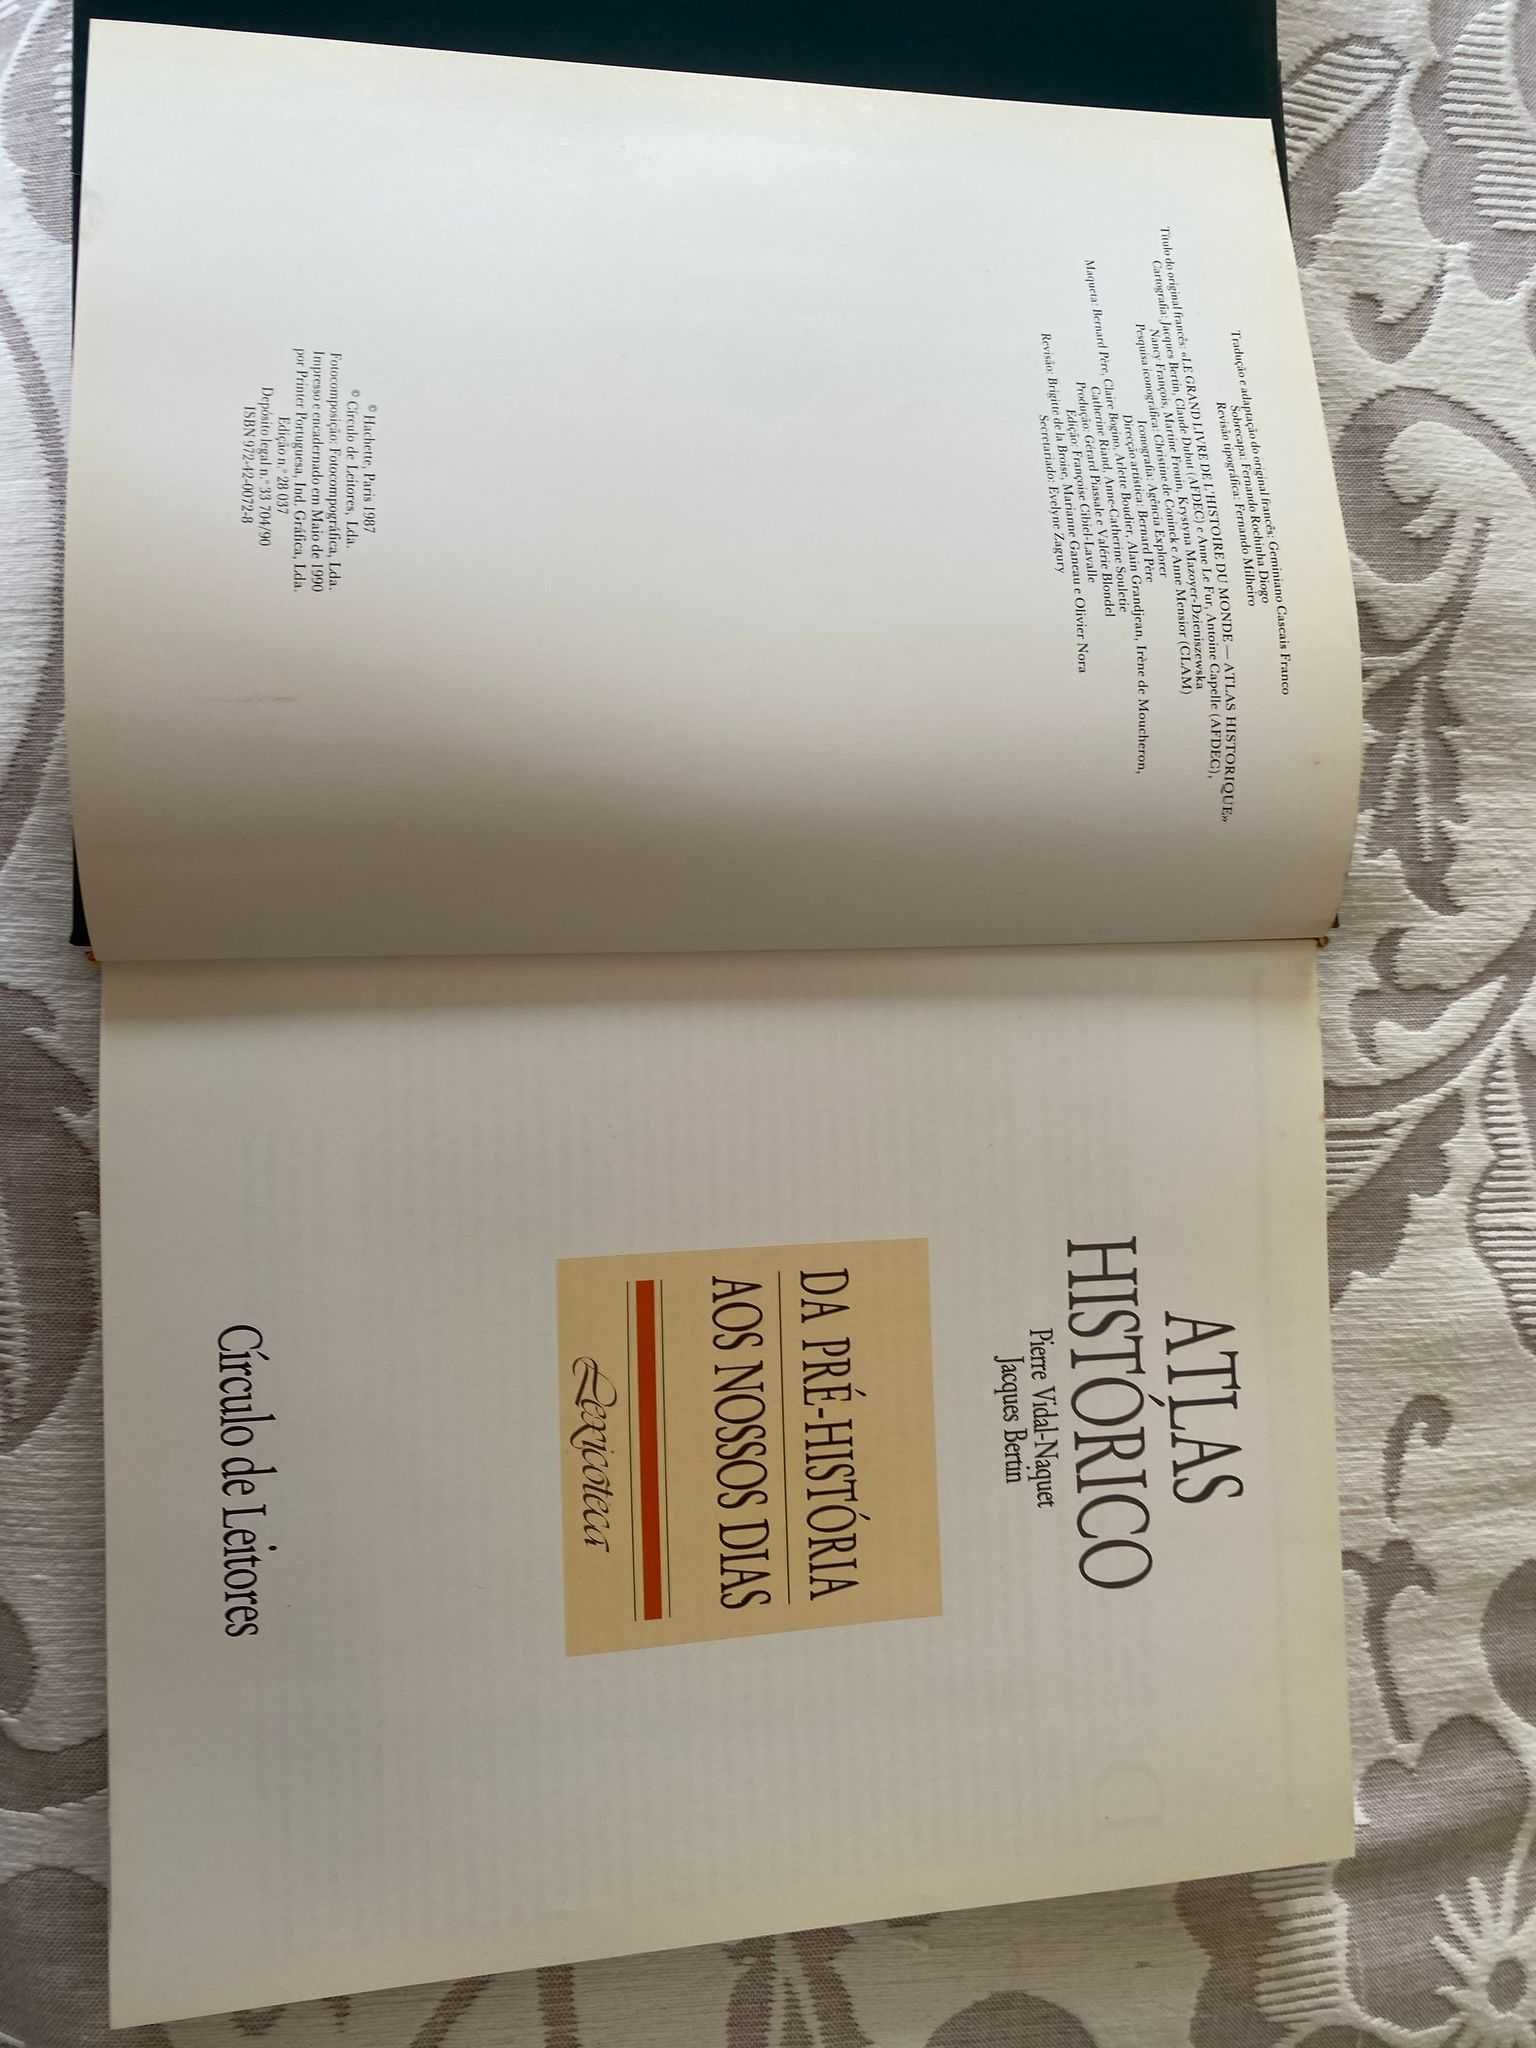 Tradução e adaptação do original francês: Geminiano Cascais Franco
Sobrecapa: Fernando Rochinha Diogo
Revisão tipográfica: Fernando Milheiro
Título do original francês: «LE GRAND LIVRE DE L'HISTOIRE DU MONDE — ATLAS HISTORIQUE»
Cartografia: Jacques Bertin, Claude Dubut (AFDEC) e Anne Le Fur, Antoine Capelle (AFDEC),
Nancy François, Martine Frouin, Krystyna Mazoyer-Dzieniszewska
Pesquisa iconográfica: Christine de Coninck e Anne Mensior (CLAM)
Iconografia: Agência Explorer
Direcção artística: Bernard Père
Maqueta: Bernard Père, Claire Bogino, Arlette Boudier, Alain Grandjean, Irène de Moucheron,
Catherine Riand, Anne-Catherine Souletie
Produção: Gérard Piassale e Valérie Blondel
Edição: Françoise Cibiel-Lavalle
Revisão: Brigitte de la Broise, Marianne Ganeau e Olivier Nora
Secretariado: Evelyne Zagury
© Hachette, Paris 1987
© Círculo de Leitores, Lda.
Fotocomposição: Fotocompográfica, Lda.
Impresso e encadernado em Maio de 1990
por Printer Portuguesa, Ind. Gráfica, Lda.
Edição n.º 28 037
Depósito legal n.º 33 704/90
ISBN 972-42-0072-8
ATLAS
HISTÓRICO
Pierre Vidal-Naquet
Jacques Bertin
DA PRÉ-HISTÓRIA
AOS NOSSOS DIAS
Lexicoteca
Círculo de Leitores